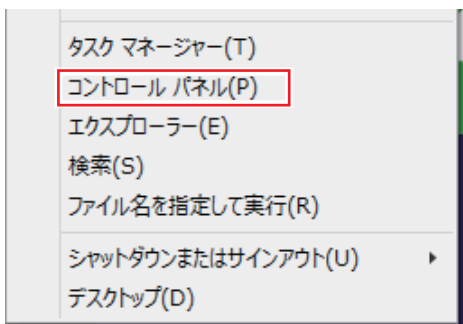 タスク マネージャー(T)
コントロール パネル(P)
エクスプローラー(E)
検索(S)
ファイル名を指定して実行(R)
シャットダウンまたはサインアウト(U)
デスクトップ(D)